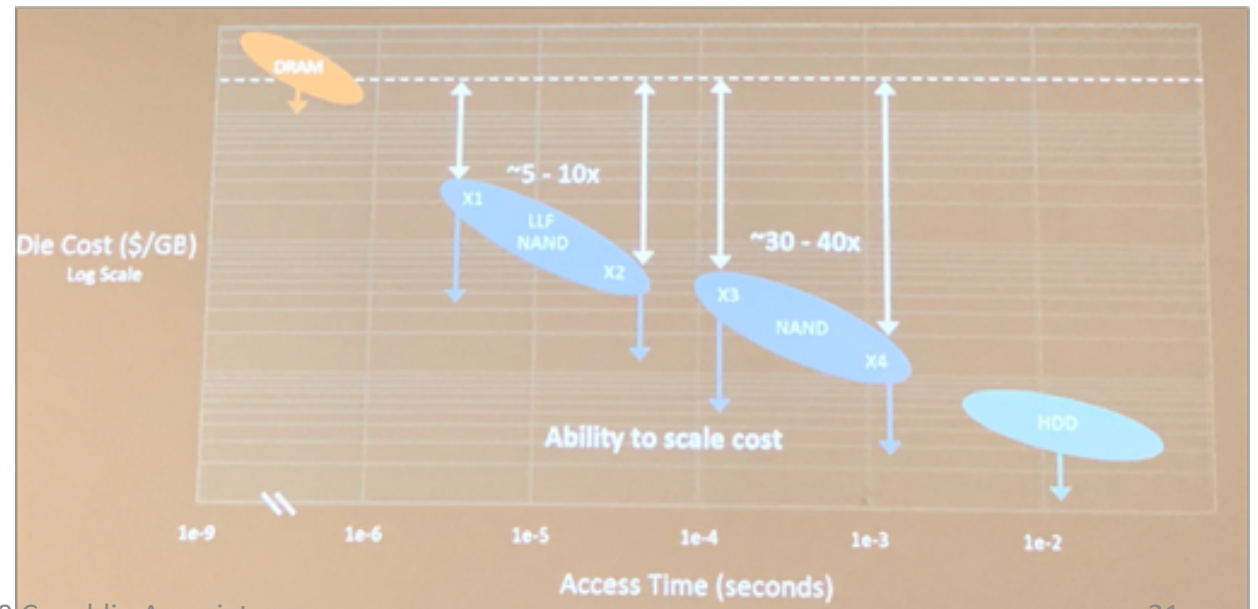 DRAM
~5 - 10x
X1
LLF
NAND
X2
~30 - 40x
X3
NAND
X4
Die Cost ($/GB)
Log Scale
HDD
Ability to scale cost
1e-9 1e-6 1e-5 1e-4 1e-3 1e-2
Access Time (seconds)